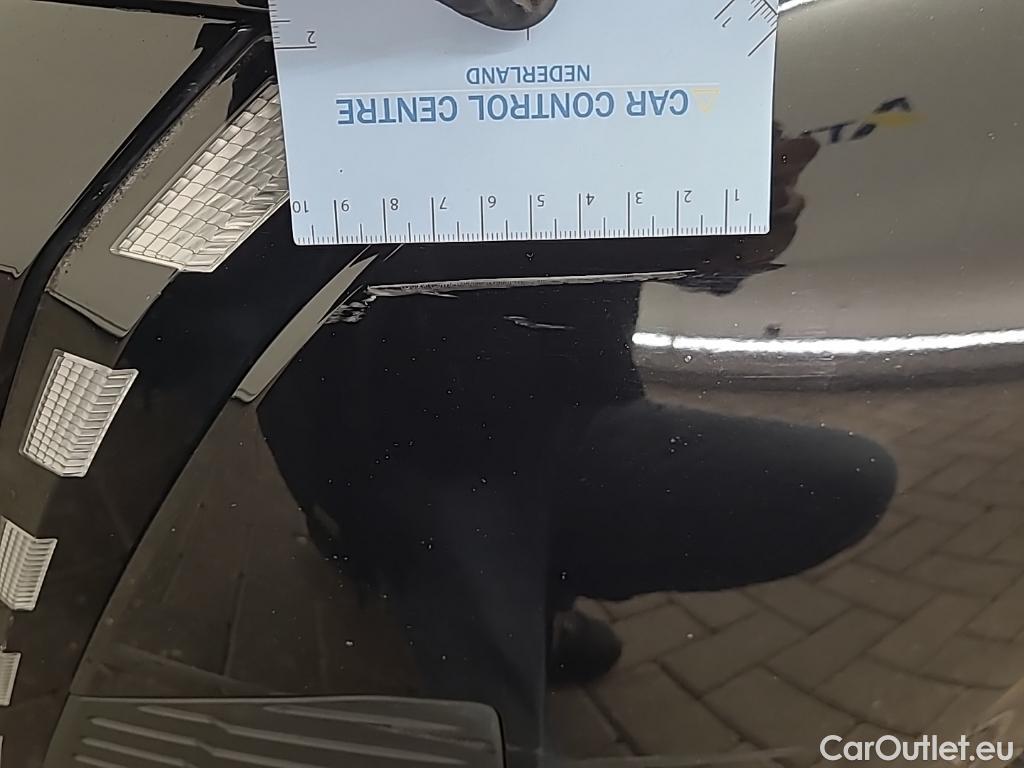 CAR CONTROL CENTRE
NEDERLAND
2
1 2 3 4 5 6 7 8 9 10
CarOutlet.eu